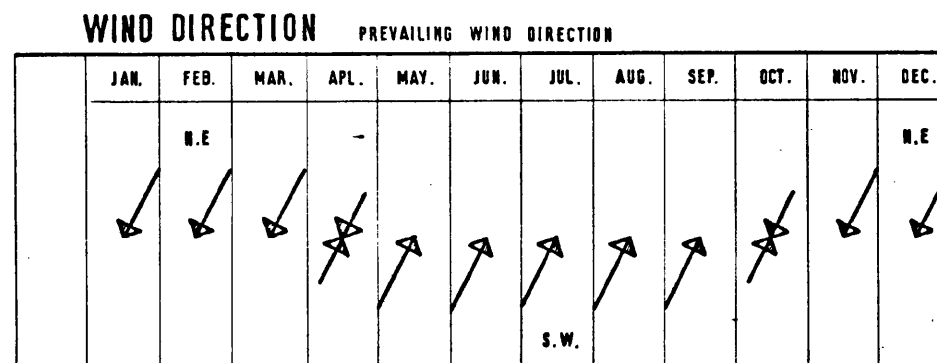 WIND DIRECTION PREVAILING WIND DIRECTION
JAN. FEB. MAR. APL. MAY. JUN. JUL. AUG. SEP. OCT. NOV. DEC.
N.E N.E
S.W.